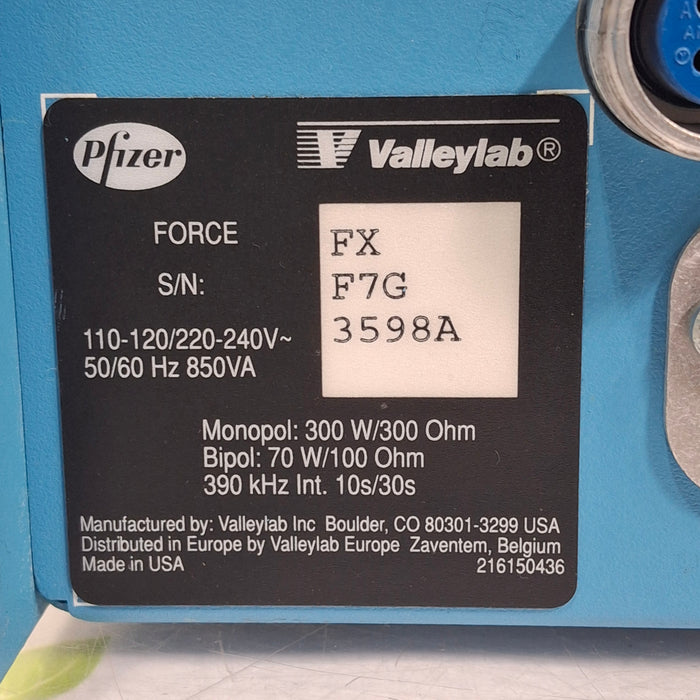 Pfizer
Valleylab®
FORCE FX
S/N: F7G
3598A
110-120/220-240V~
50/60 Hz 850VA
Monopol: 300 W/300 Ohm
Bipol: 70 W/100 Ohm
390 kHz Int. 10s/30s
Manufactured by: Valleylab Inc Boulder, CO 80301-3299 USA
Distributed in Europe by Valleylab Europe Zaventem, Belgium
Made in USA 216150436